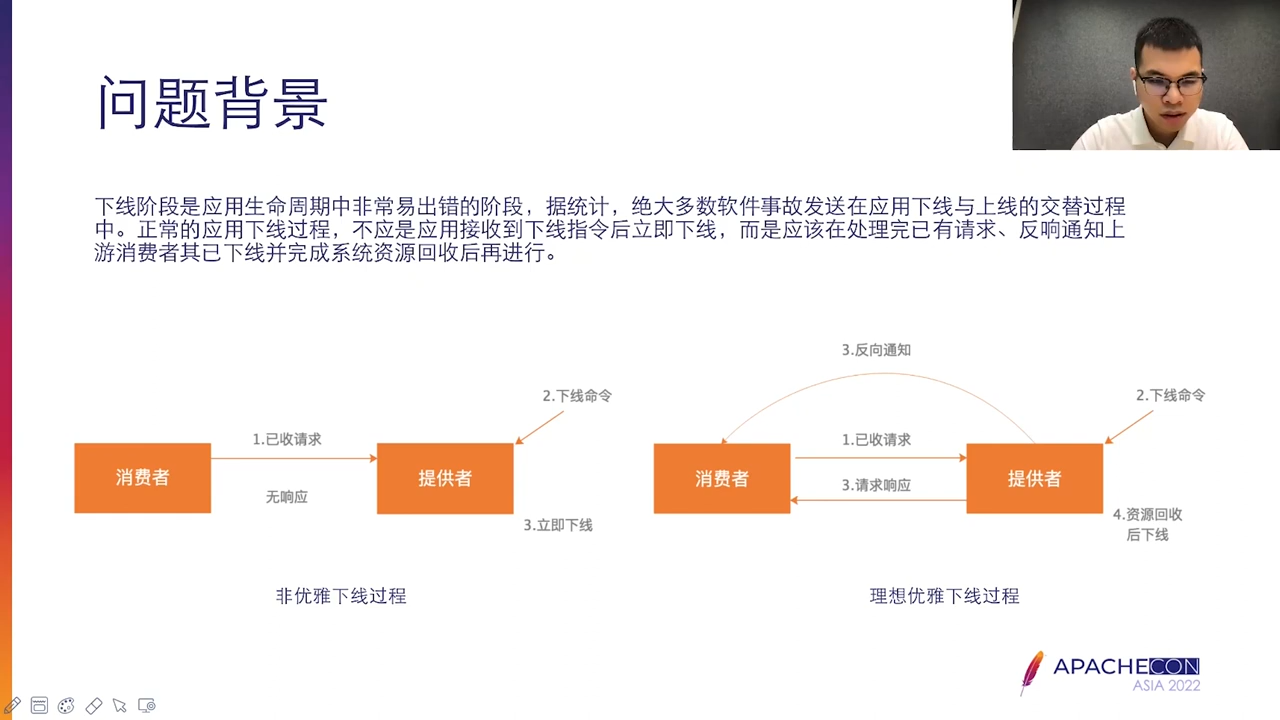 问题背景
下线阶段是应用生命周期中非常易出错的阶段，据统计，绝大多数软件事故发送在应用下线与上线的交替过程
中。正常的应用下线过程，不应是应用接收到下线指令后立即下线，而是应该在处理完已有请求、反响通知上
游消费者其已下线并完成系统资源回收后再进行。
2.下线命令
1.已收请求
消费者
提供者
无响应
3.立即下线
非优雅下线过程
3.反向通知
2.下线命令
1.已收请求
消费者
提供者
3.请求响应
4.资源回收
后下线
理想优雅下线过程
APACHECON
ASIA 2022